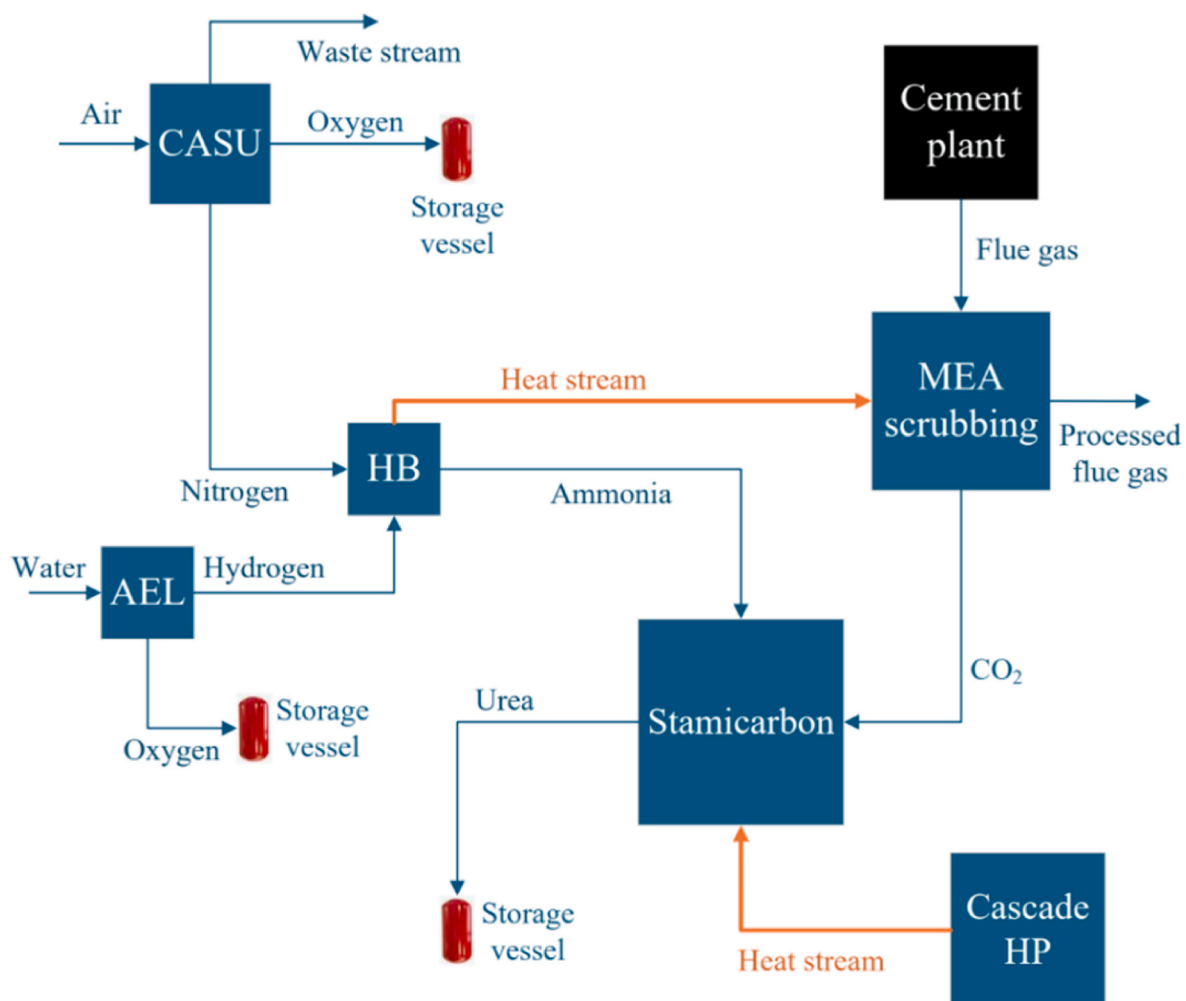 Waste stream
Air
CASU
Oxygen
Storage
vessel
Cement
plant
Flue gas
MEA
scrubbing
Processed
flue gas
Heat stream
HB
Nitrogen
Ammonia
Water
AEL
Hydrogen
Oxygen
Storage
vessel
CO₂
Urea
Stamicarbon
Storage
vessel
Heat stream
Cascade
HP